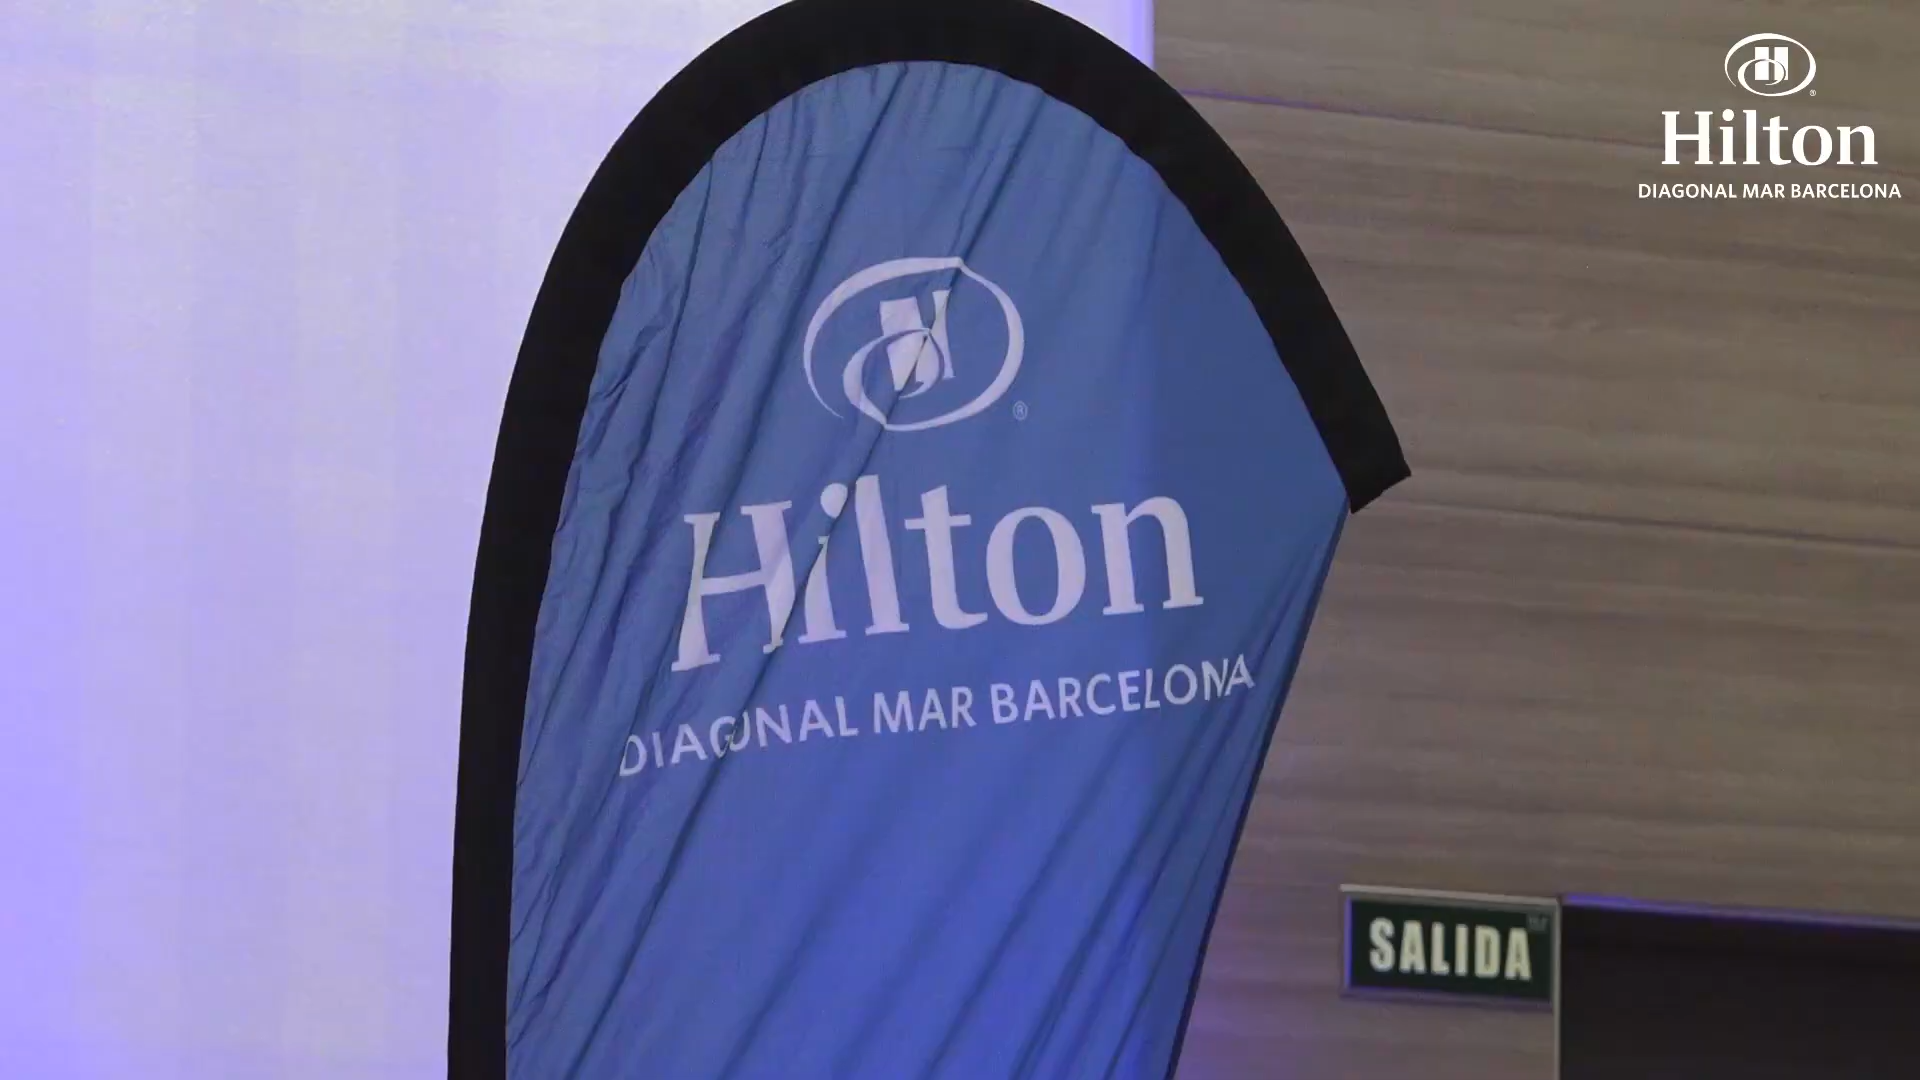 Hilton
DIAGONAL MAR BARCELONA
H
®
Hilton
DIAGONAL MAR BARCELONA
SALIDA